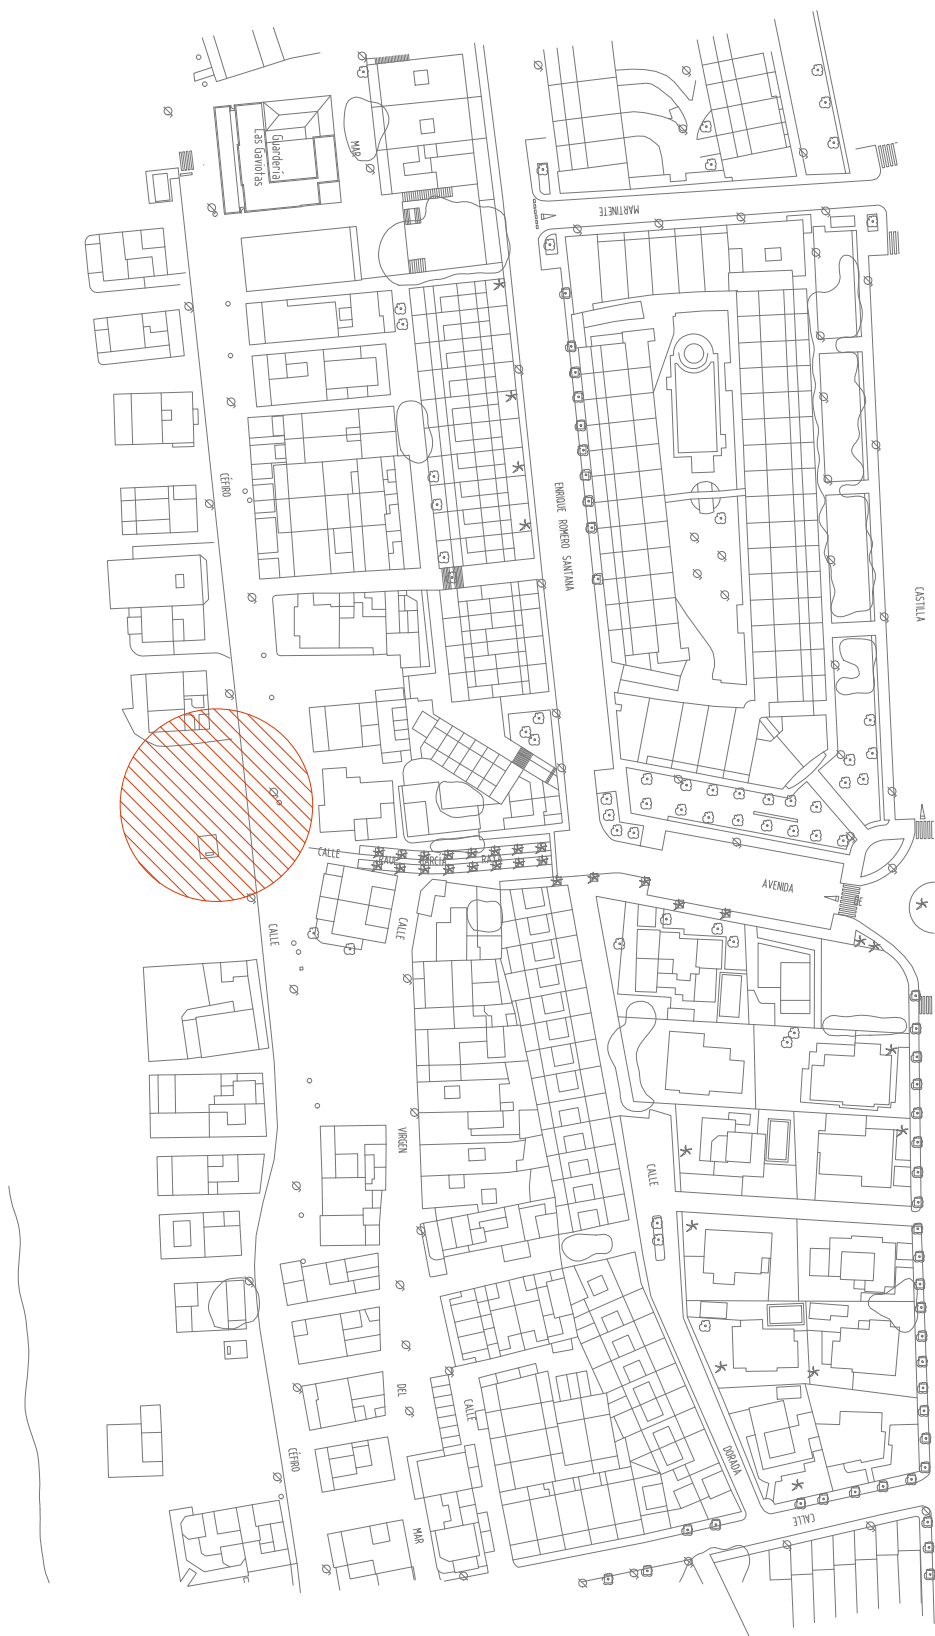 Guardería
Las Gaviotas
MAR
MARTINETE
CÉFIRO
ENRIQUE ROMERO SANTANA
CASTILLA
CALLE RAUL GARCÍA RAYA
AVENIDA
DE
CALLE
CALLE
VIRGEN
CALLE
DEL
CALLE
CÉFIRO
DORADA
MAR
CALLE